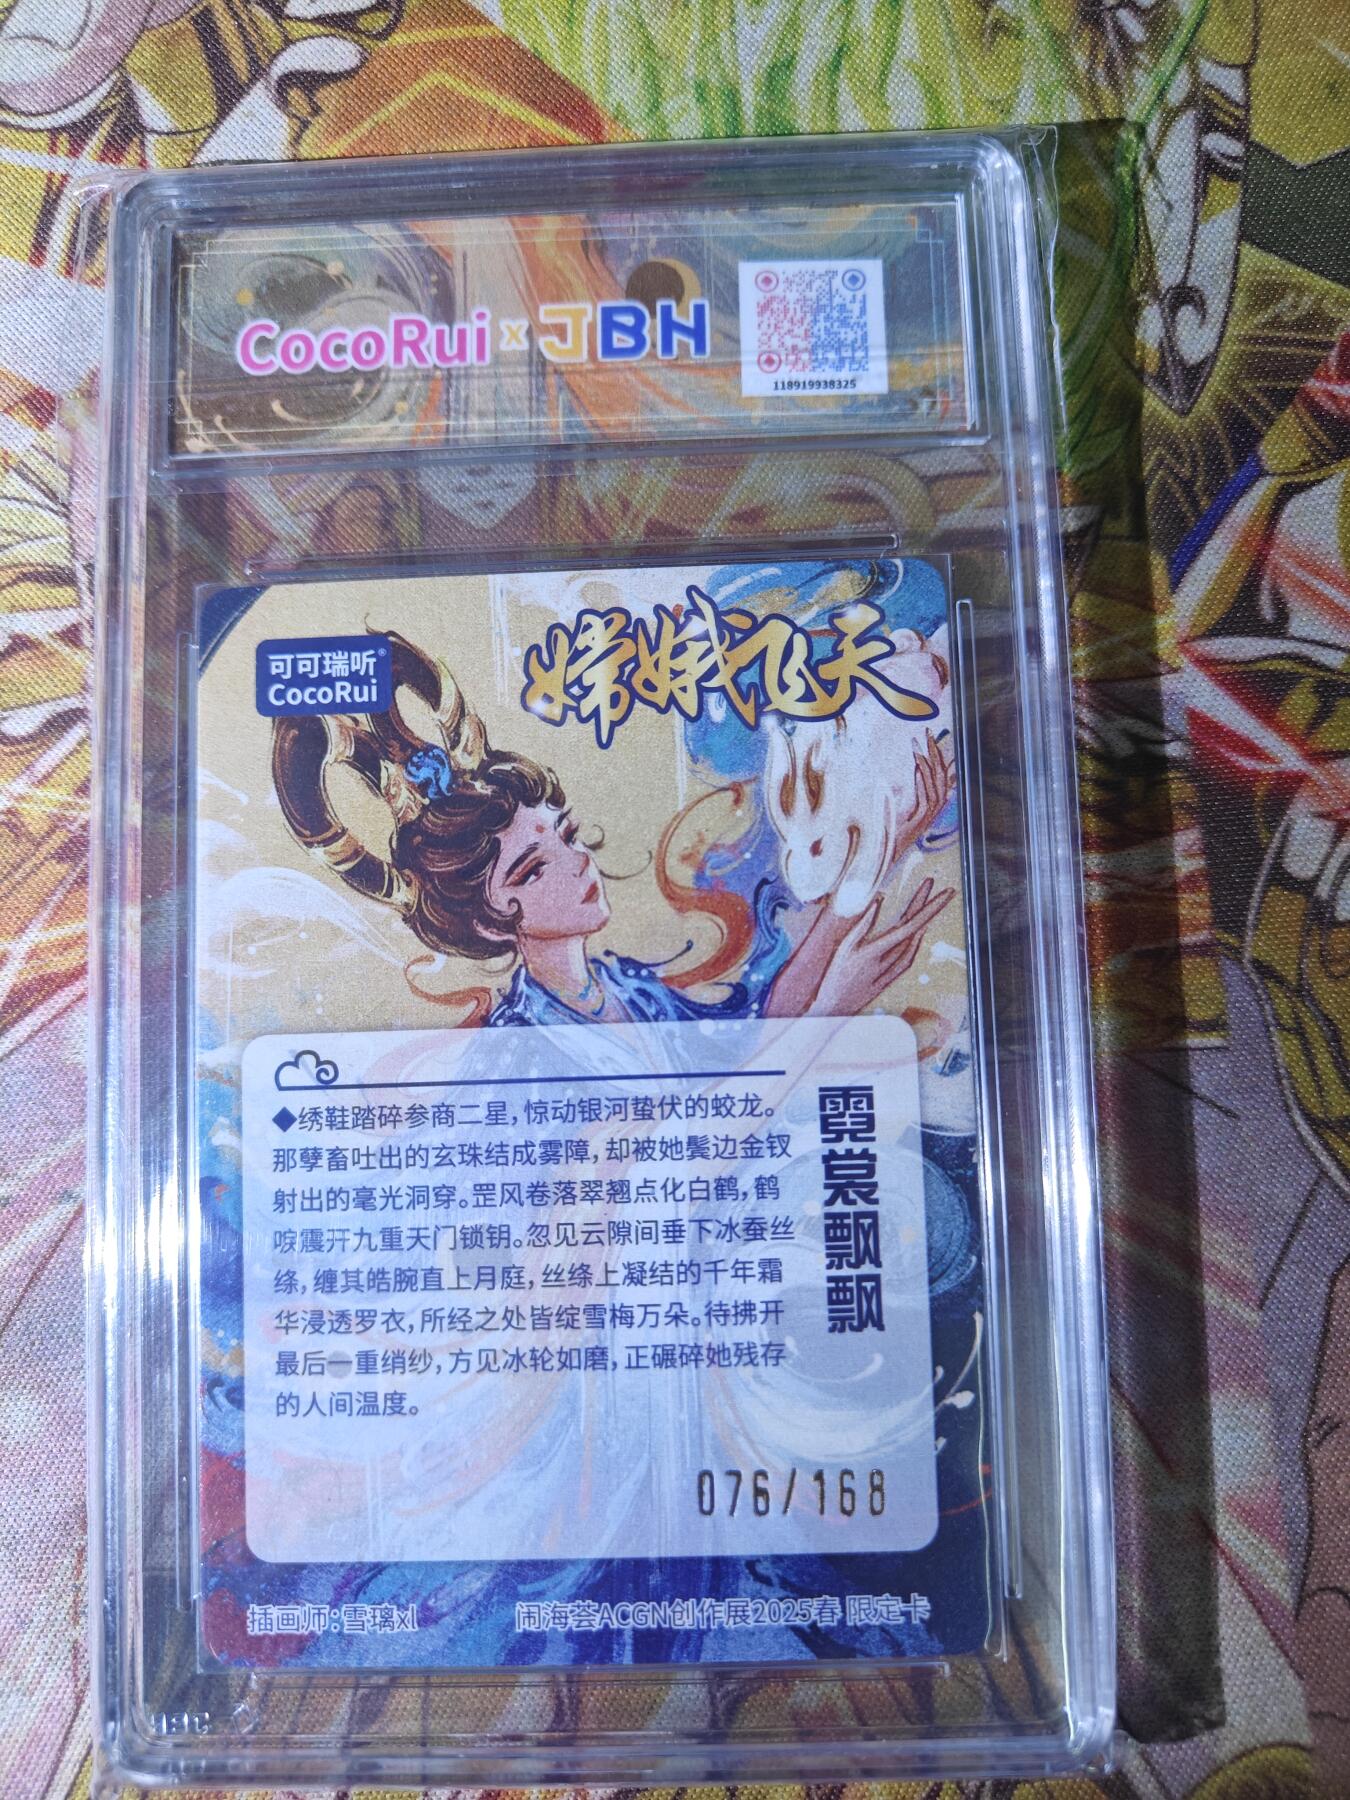 CocoRui x JBH
118919938325
可可瑞听®
CocoRui
嫦娥飞天
◆绣鞋踏碎参商二星，惊动银河蛰伏的蛟龙。
那孽畜吐出的玄珠结成雾障，却被她鬓边金钗
射出的毫光洞穿。罡风卷落翠翘点化白鹤，鹤
唳震开九重天门锁钥。忽见云隙间垂下冰蚕丝
绦，缠其皓腕直上月庭，丝绦上凝结的千年霜
华浸透罗衣，所经之处皆绽雪梅万朵。待拂开
最后一重绡纱，方见冰轮如磨，正碾碎她残存
的人间温度。
霓裳飘飘
076/168
插画师：雪璃xl
闹海荟ACGN创作展2025春 限定卡